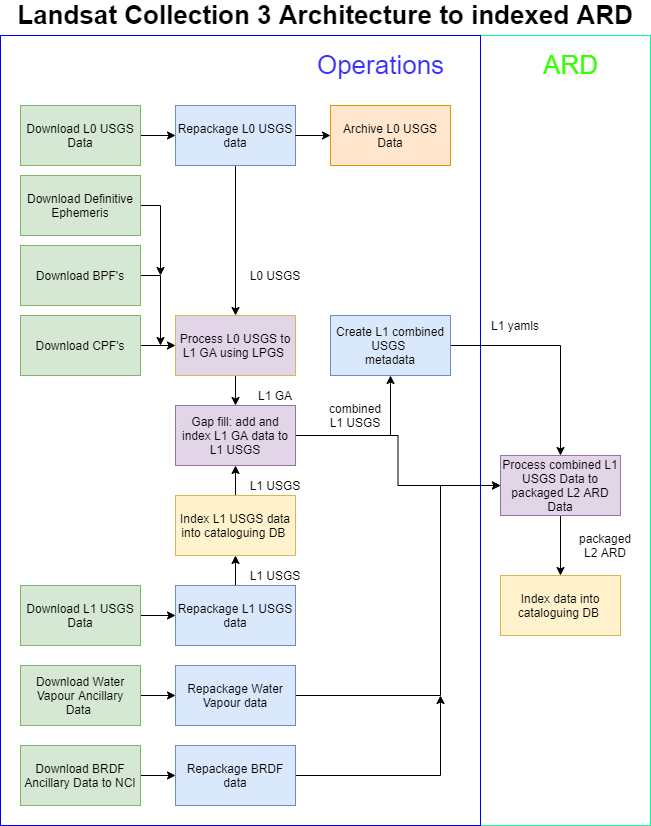 Landsat Collection 3 Architecture to indexed ARD
Operations
ARD
Download L0 USGS
Data
Repackage L0 USGS
data
Archive L0 USGS
Data
Download Definitive
Ephemeris
Download BPF's
L0 USGS
Download CPF's
Process L0 USGS to
L1 GA using LPGS
Create L1 combined
USGS
metadata
L1 yamls
L1 GA
combined
L1 USGS
Gap fill: add and
index L1 GA data to
L1 USGS
L1 USGS
Process combined L1
USGS Data to
packaged L2 ARD
Data
Index L1 USGS data
into cataloguing DB
packaged
L2 ARD
L1 USGS
Download L1 USGS
Data
Repackage L1 USGS
data
Index data into
cataloguing DB
Download Water
Vapour Ancillary
Data
Repackage Water
Vapour data
Download BRDF
Ancillary Data to NCI
Repackage BRDF
data